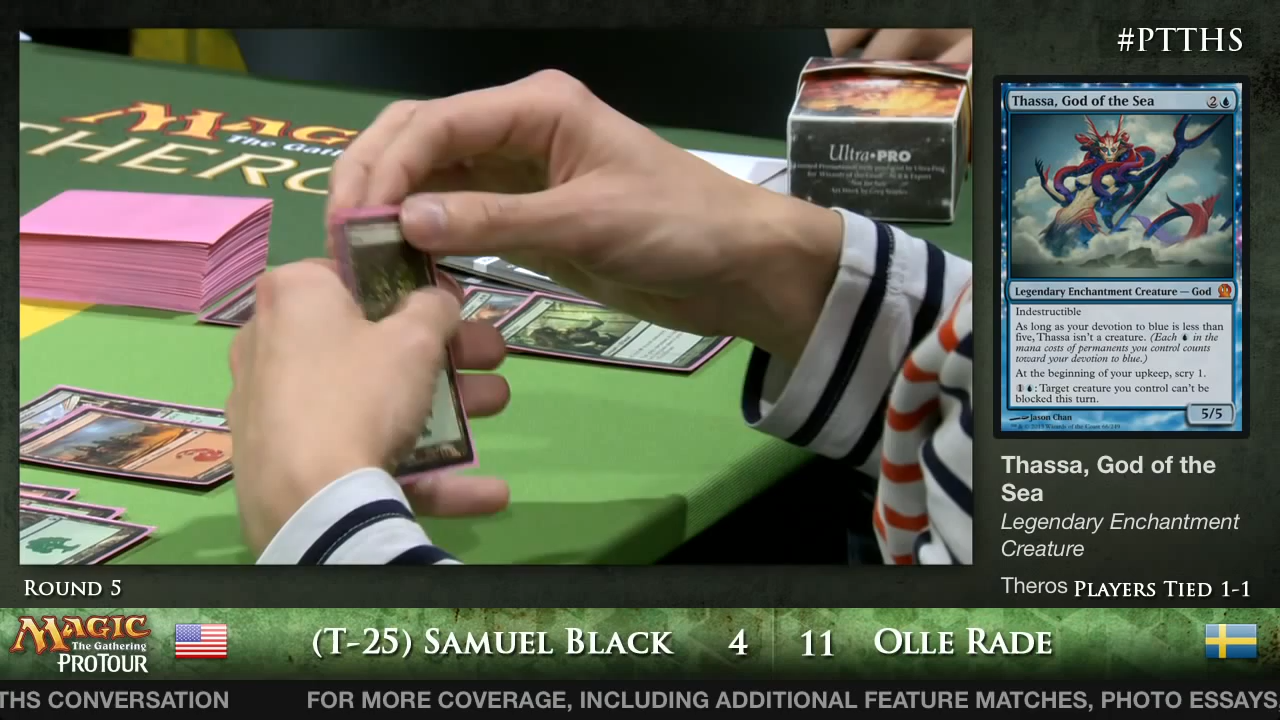 #PTTHS
MAGIC
The Gath
THERO
Ultra•PRO
Thassa, God of the Sea 2
Legendary Enchantment Creature — God
Indestructible
As long as your devotion to blue is less than
five, Thassa isn't a creature. (Each in the
mana costs of permanents you control counts
toward your devotion to blue.)
At the beginning of your upkeep, scry 1.
1 : Target creature you control can't be
blocked this turn.
Jason Chan
5/5
Thassa, God of the
Sea
Legendary Enchantment
Creature
Theros PLAYERS TIED 1-1
ROUND 5
MAGIC
The Gathering
PROTOUR
(T-25) SAMUEL BLACK 4 11 OLLE RADE
THS CONVERSATION FOR MORE COVERAGE, INCLUDING ADDITIONAL FEATURE MATCHES, PHOTO ESSAYS,